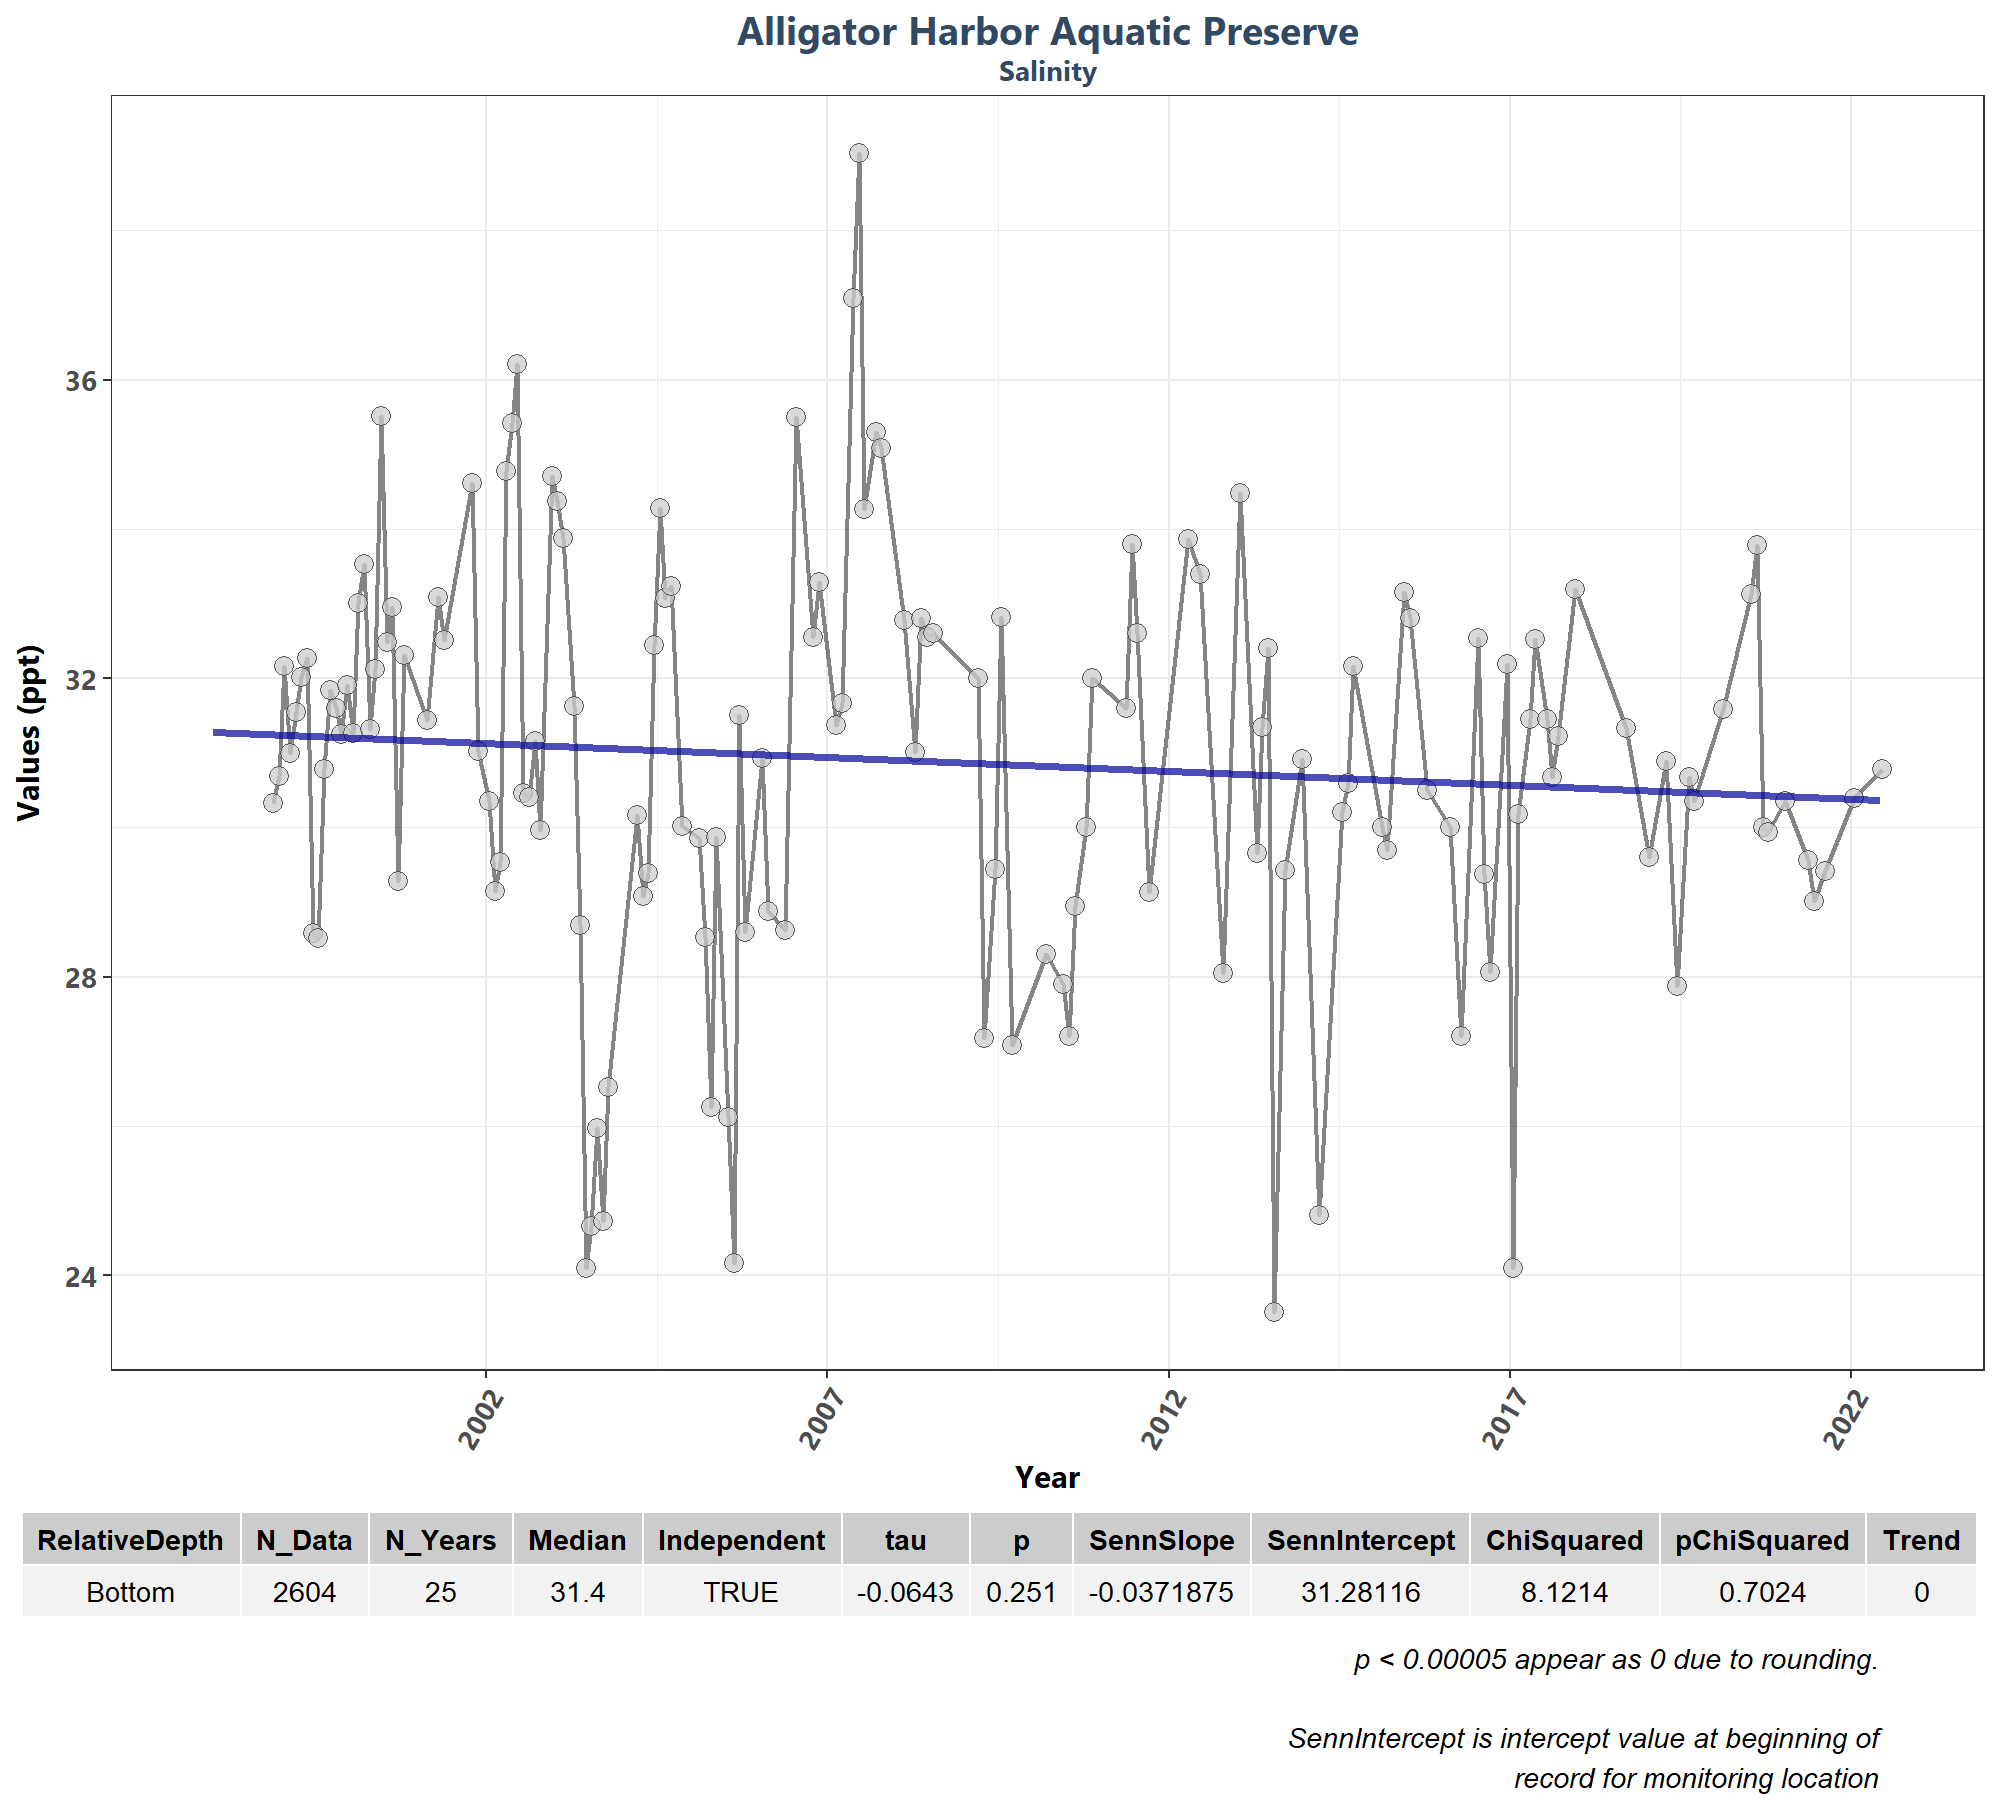 Alligator Harbor Aquatic Preserve
Salinity
Values (ppt)
36
32
28
24
2002 2007 2012 2017 2022
Year
RelativeDepth N_Data N_Years Median Independent tau p SennSlope SennIntercept ChiSquared pChiSquared Trend
Bottom 2604 25 31.4 TRUE -0.0643 0.251 -0.0371875 31.28116 8.1214 0.7024 0
p < 0.00005 appear as 0 due to rounding.
SennIntercept is intercept value at beginning of
record for monitoring location